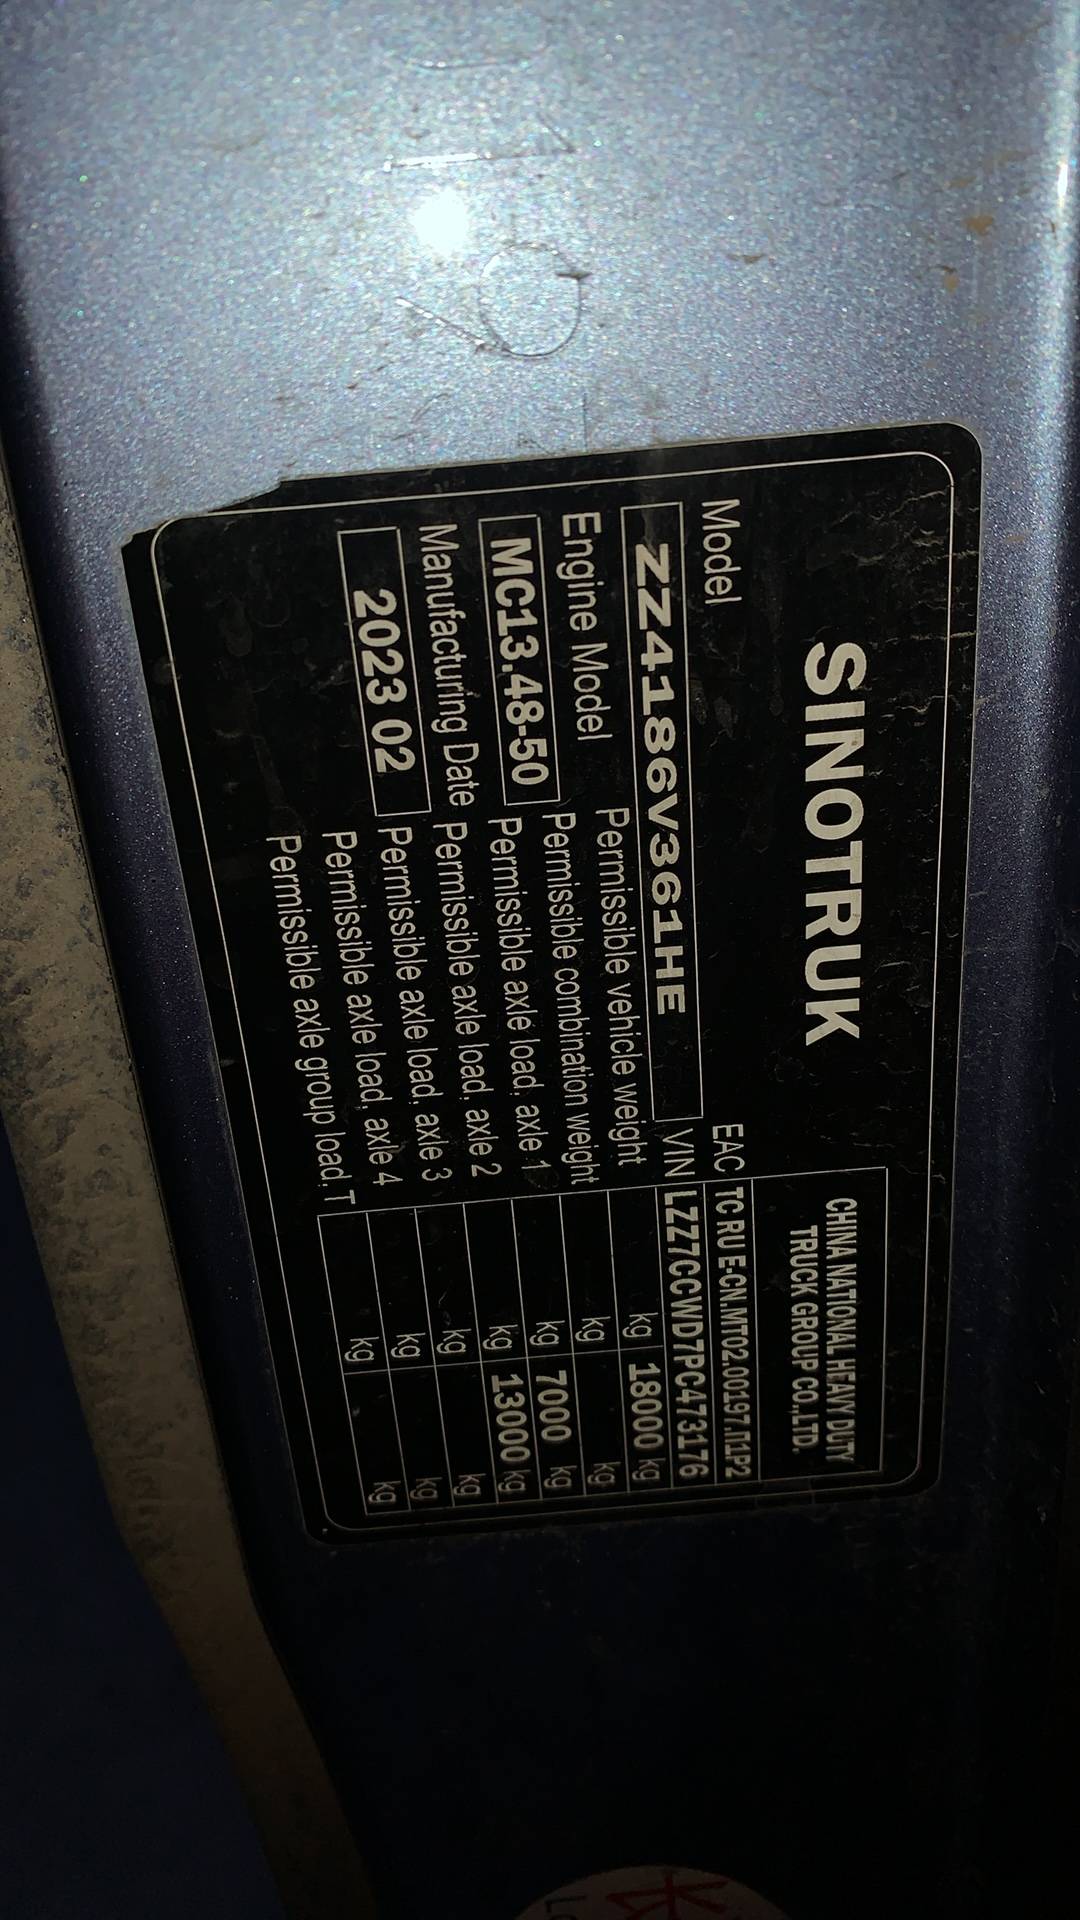 SINOTRUK
CHINA NATIONAL HEAVY DUTY
TRUCK GROUP CO.,LTD.
Model
EAC TC RU E-CN.MT02.00197.П1Р2
ZZ4186V361HE
VIN LZZ7CCWD7PC473176
Engine Model
Permissible vehicle weight kg 18000 kg
MC13.48-50
Permissible combination weight kg kg
Permissible axle load, axle 1 kg 7000 kg
Manufacturing Date
Permissible axle load, axle 2 kg 13000 kg
2023 02
Permissible axle load, axle 3 kg kg
Permissible axle load, axle 4 kg kg
Permissible axle group load,T kg kg